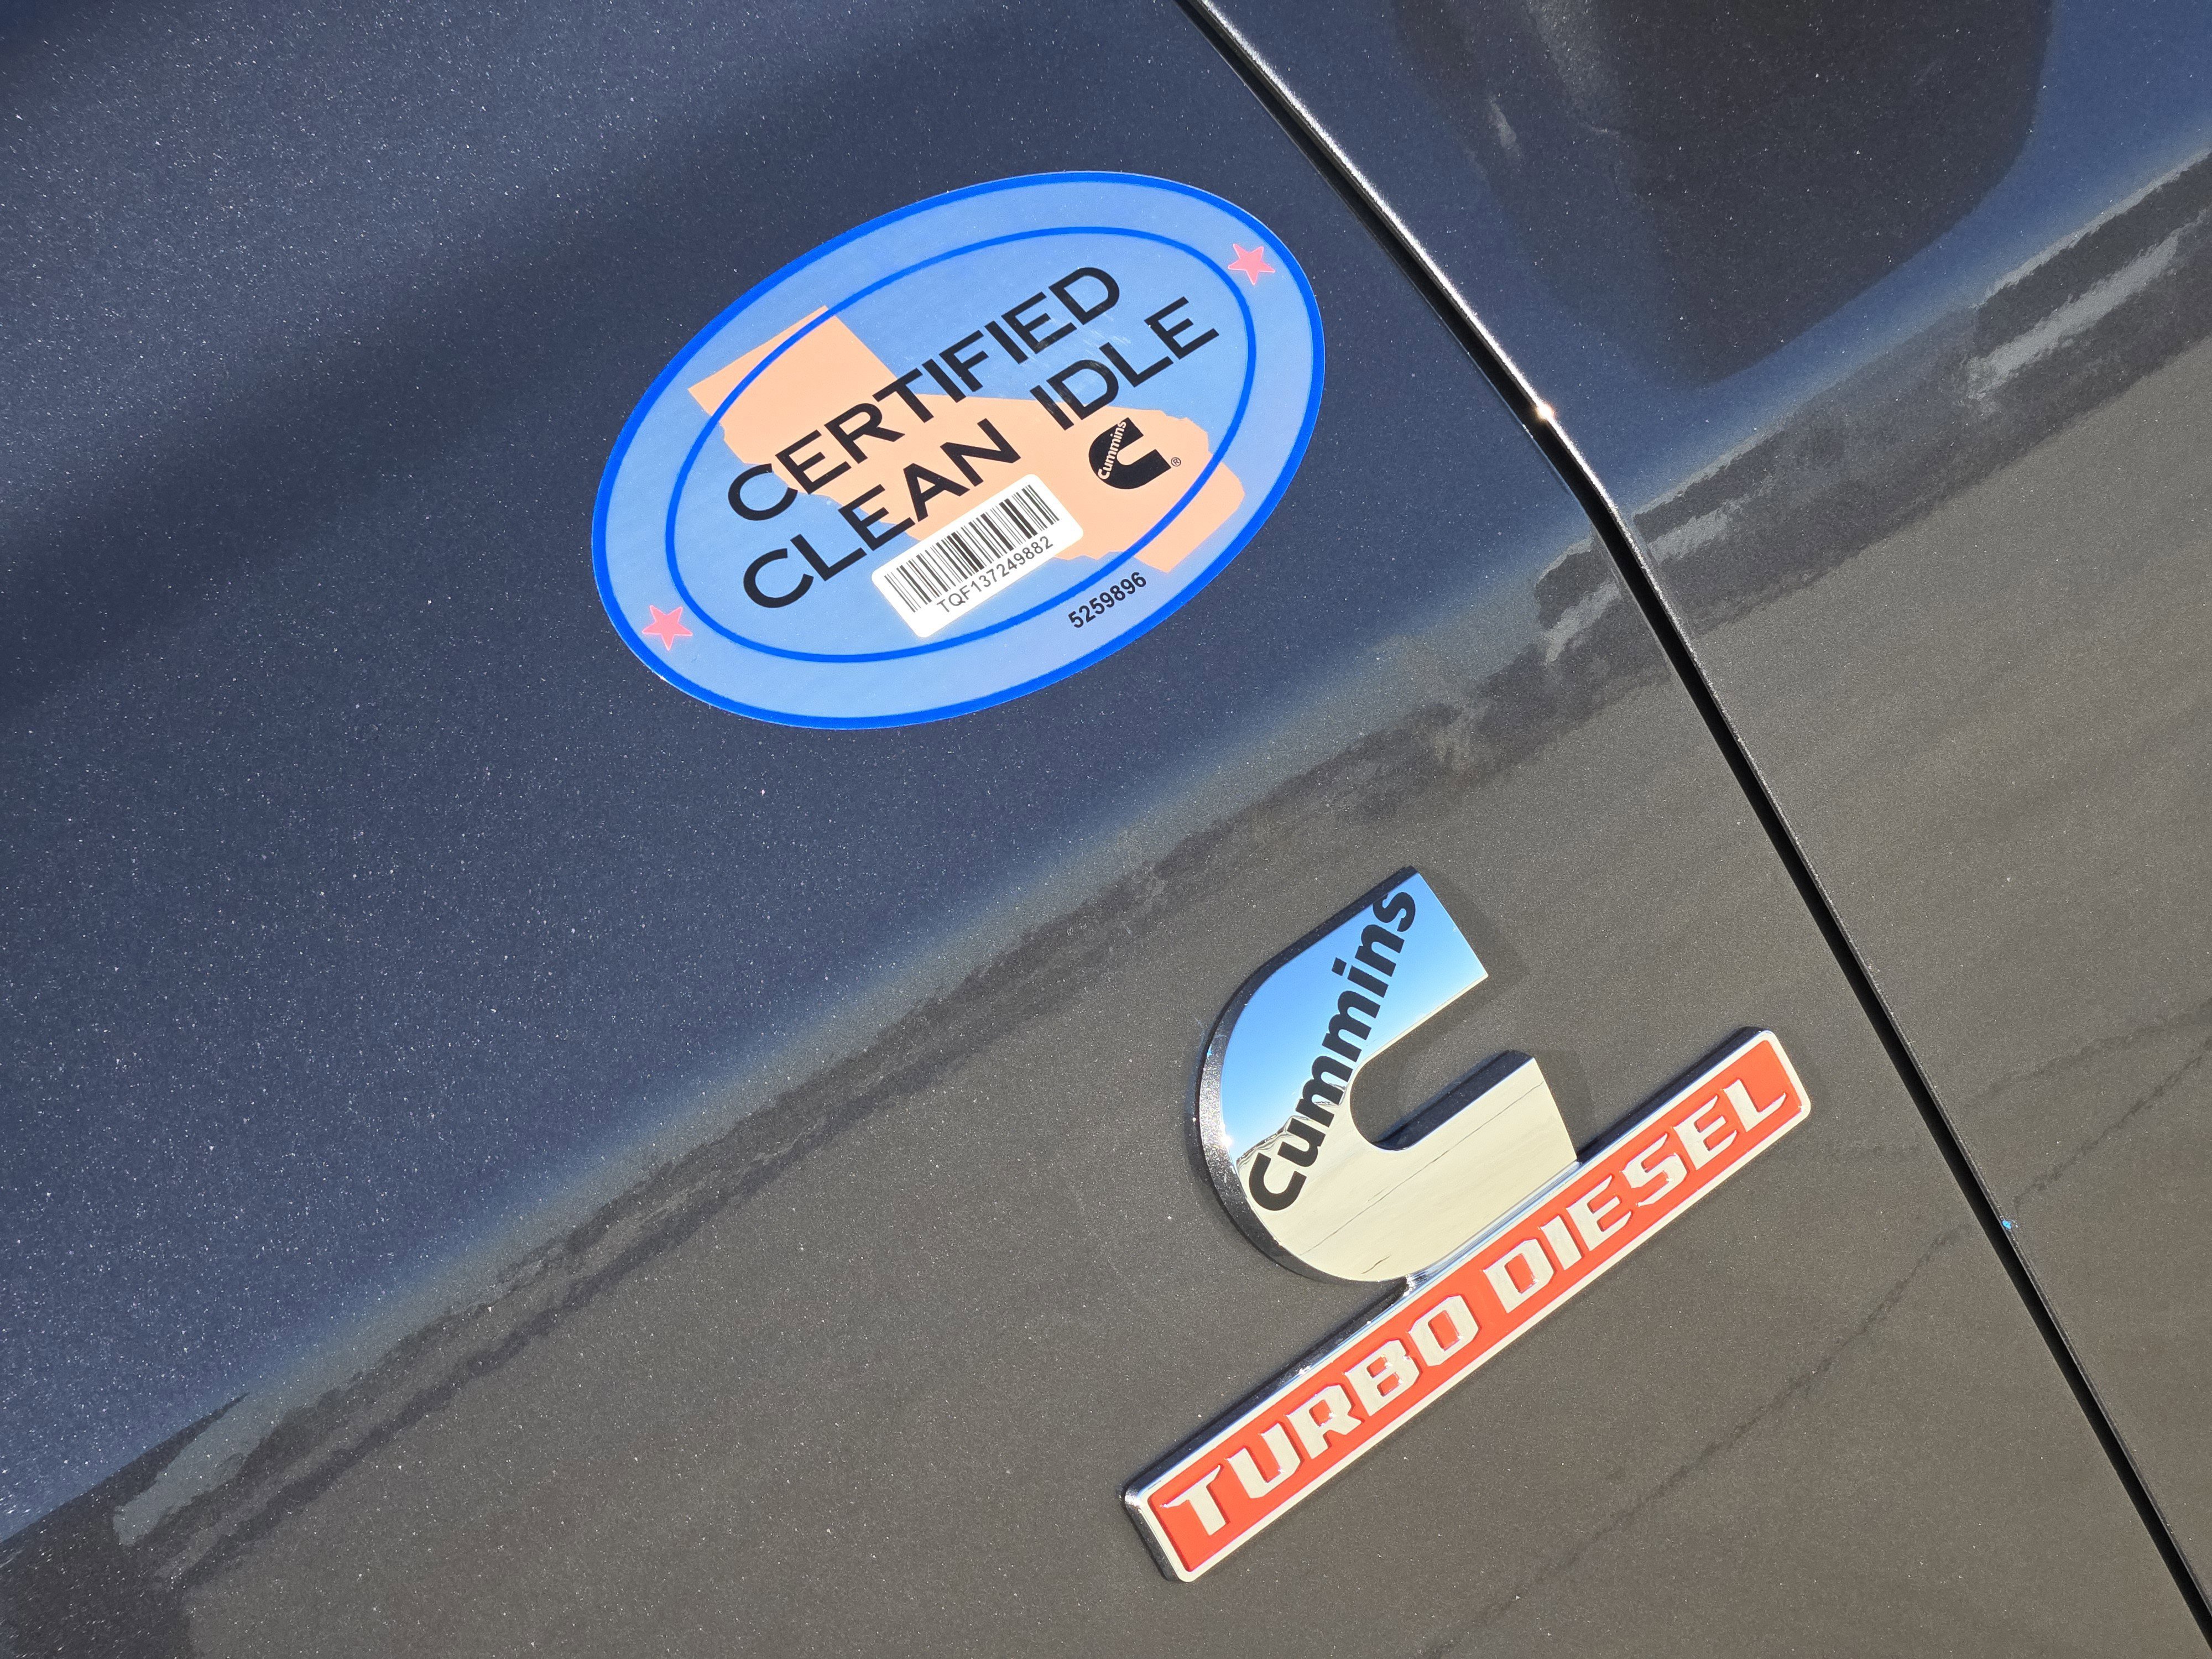 CERTIFIED
CLEAN IDLE
Cummins
®
TQF137249882
5259896
Cummins
TURBO DIESEL